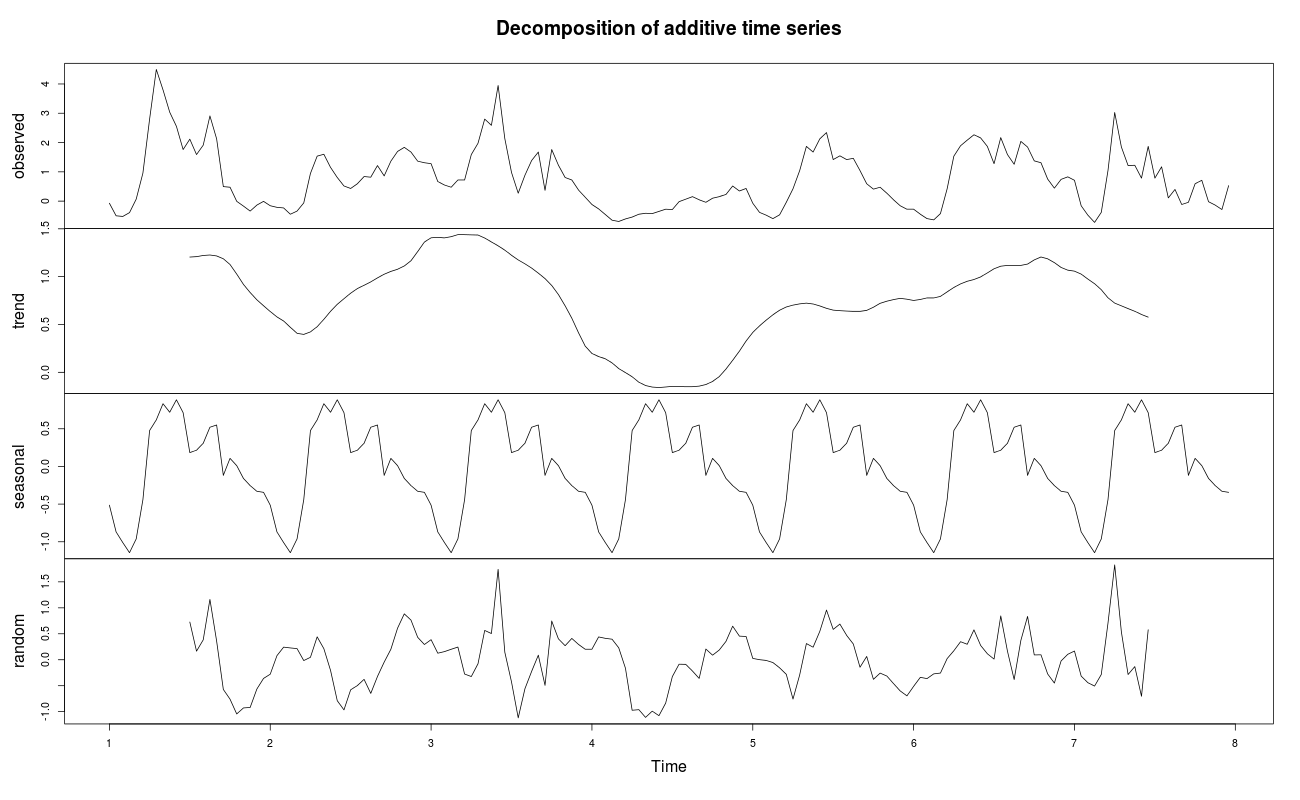 Decomposition of additive time series
observed
0 1 2 3 4
trend
0.0 0.5 1.0 1.5
seasonal
-1.0 -0.5 0.0 0.5
random
-1.0 0.0 0.5 1.0 1.5
1 2 3 4 5 6 7 8
Time